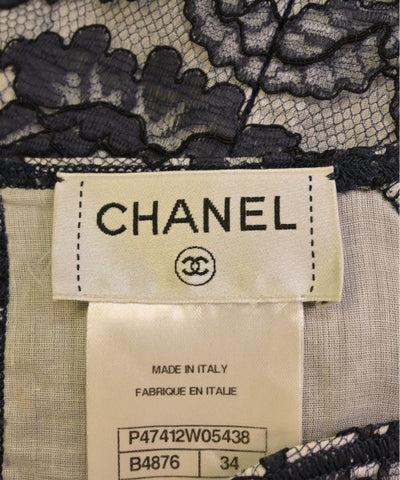 CHANEL
MADE IN ITALY
FABRIQUE EN ITALIE
P47412W05438
B4876 34